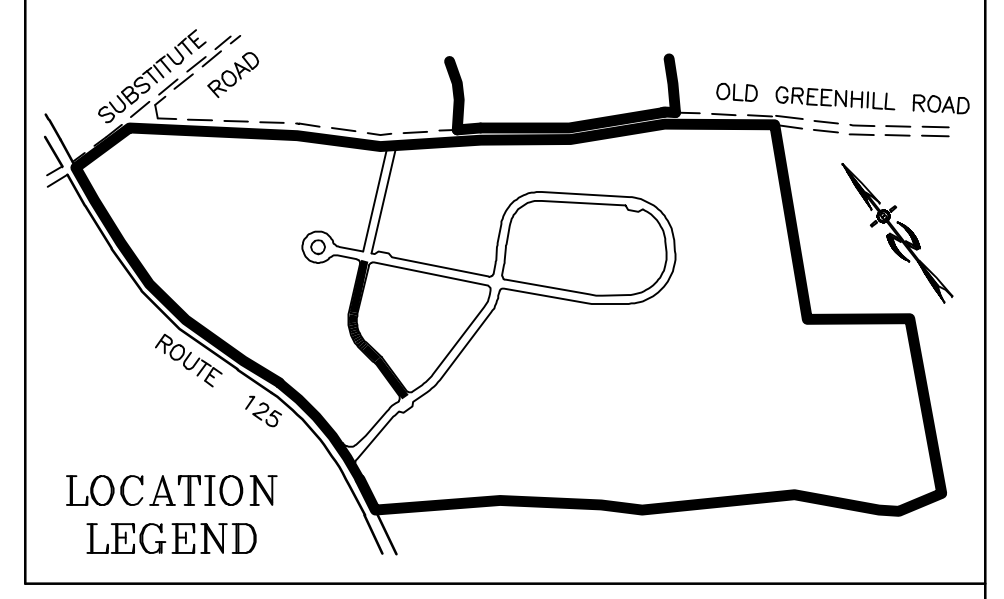 SUBSTITUTE
ROAD
OLD GREENHILL ROAD
N
ROUTE 125
LOCATION
LEGEND